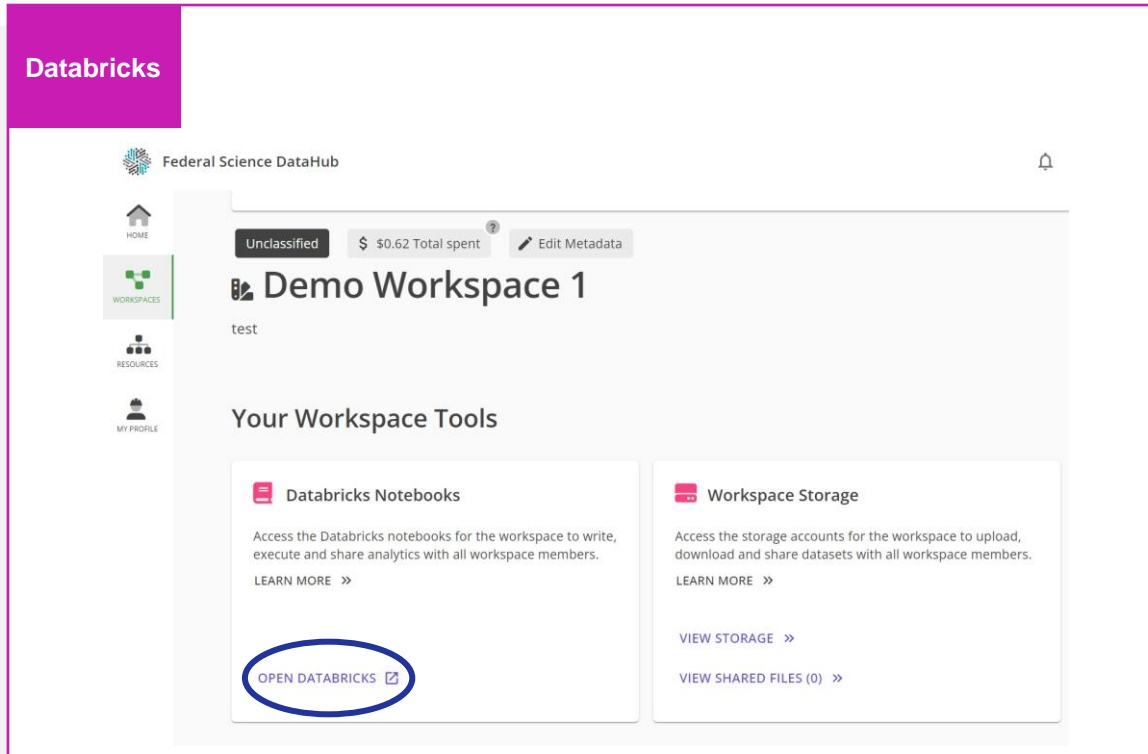 Databricks
Federal Science DataHub
HOME
WORKSPACES
RESOURCES
MY PROFILE
Unclassified
$ $0.62 Total spent ?
Edit Metadata
Demo Workspace 1
test
Your Workspace Tools
Databricks Notebooks
Access the Databricks notebooks for the workspace to write,
execute and share analytics with all workspace members.
LEARN MORE »
OPEN DATABRICKS
Workspace Storage
Access the storage accounts for the workspace to upload,
download and share datasets with all workspace members.
LEARN MORE »
VIEW STORAGE »
VIEW SHARED FILES (0) »